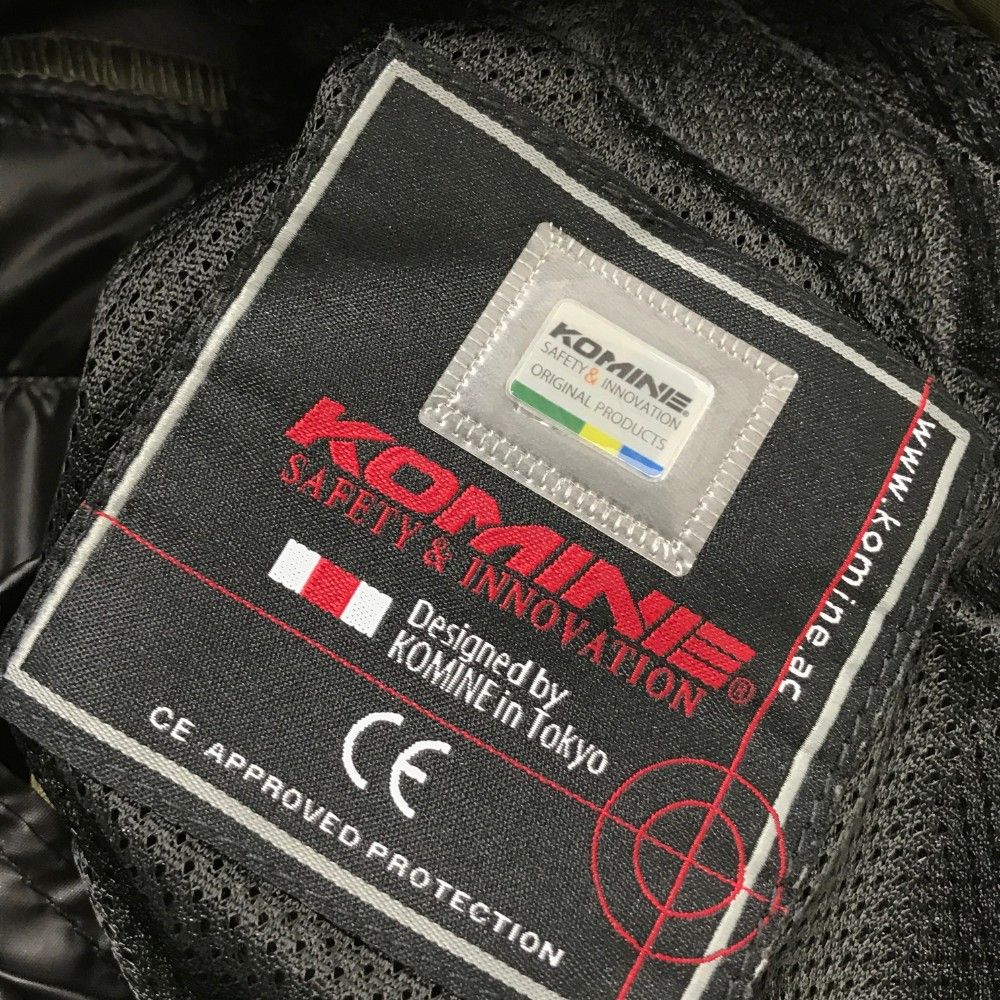 KOMINE
SAFETY & INNOVATION
ORIGINAL PRODUCTS
KOMINE®
SAFETY & INNOVATION
Designed by
KOMINE in Tokyo
CE
CE APPROVED PROTECTION
www.komine.ac